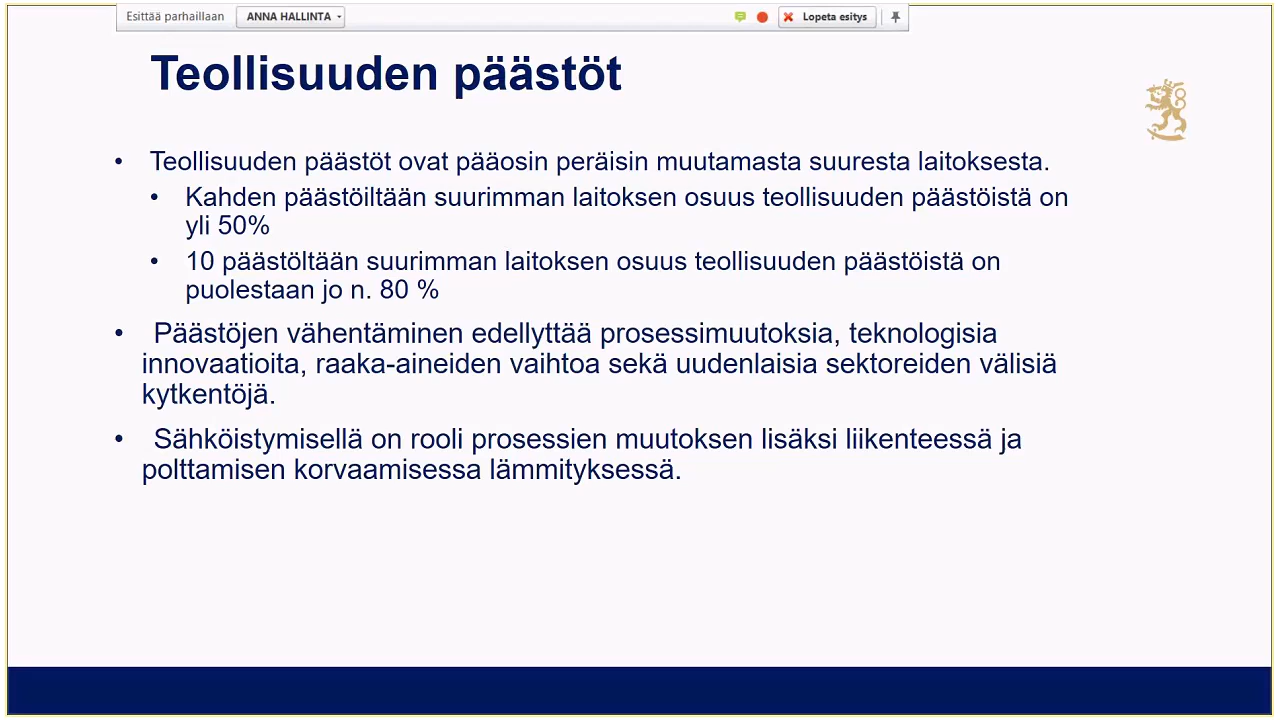 Esittää parhaillaan ANNA HALLINTA Lopeta esitys
Teollisuuden päästöt
• Teollisuuden päästöt ovat pääosin peräisin muutamasta suuresta laitoksesta.
• Kahden päästöiltään suurimman laitoksen osuus teollisuuden päästöistä on
yli 50%
• 10 päästöltään suurimman laitoksen osuus teollisuuden päästöistä on
puolestaan jo n. 80 %
• Päästöjen vähentäminen edellyttää prosessimuutoksia, teknologisia
innovaatioita, raaka-aineiden vaihtoa sekä uudenlaisia sektoreiden välisiä
kytkentöjä.
• Sähköistymisellä on rooli prosessien muutoksen lisäksi liikenteessä ja
polttamisen korvaamisessa lämmityksessä.